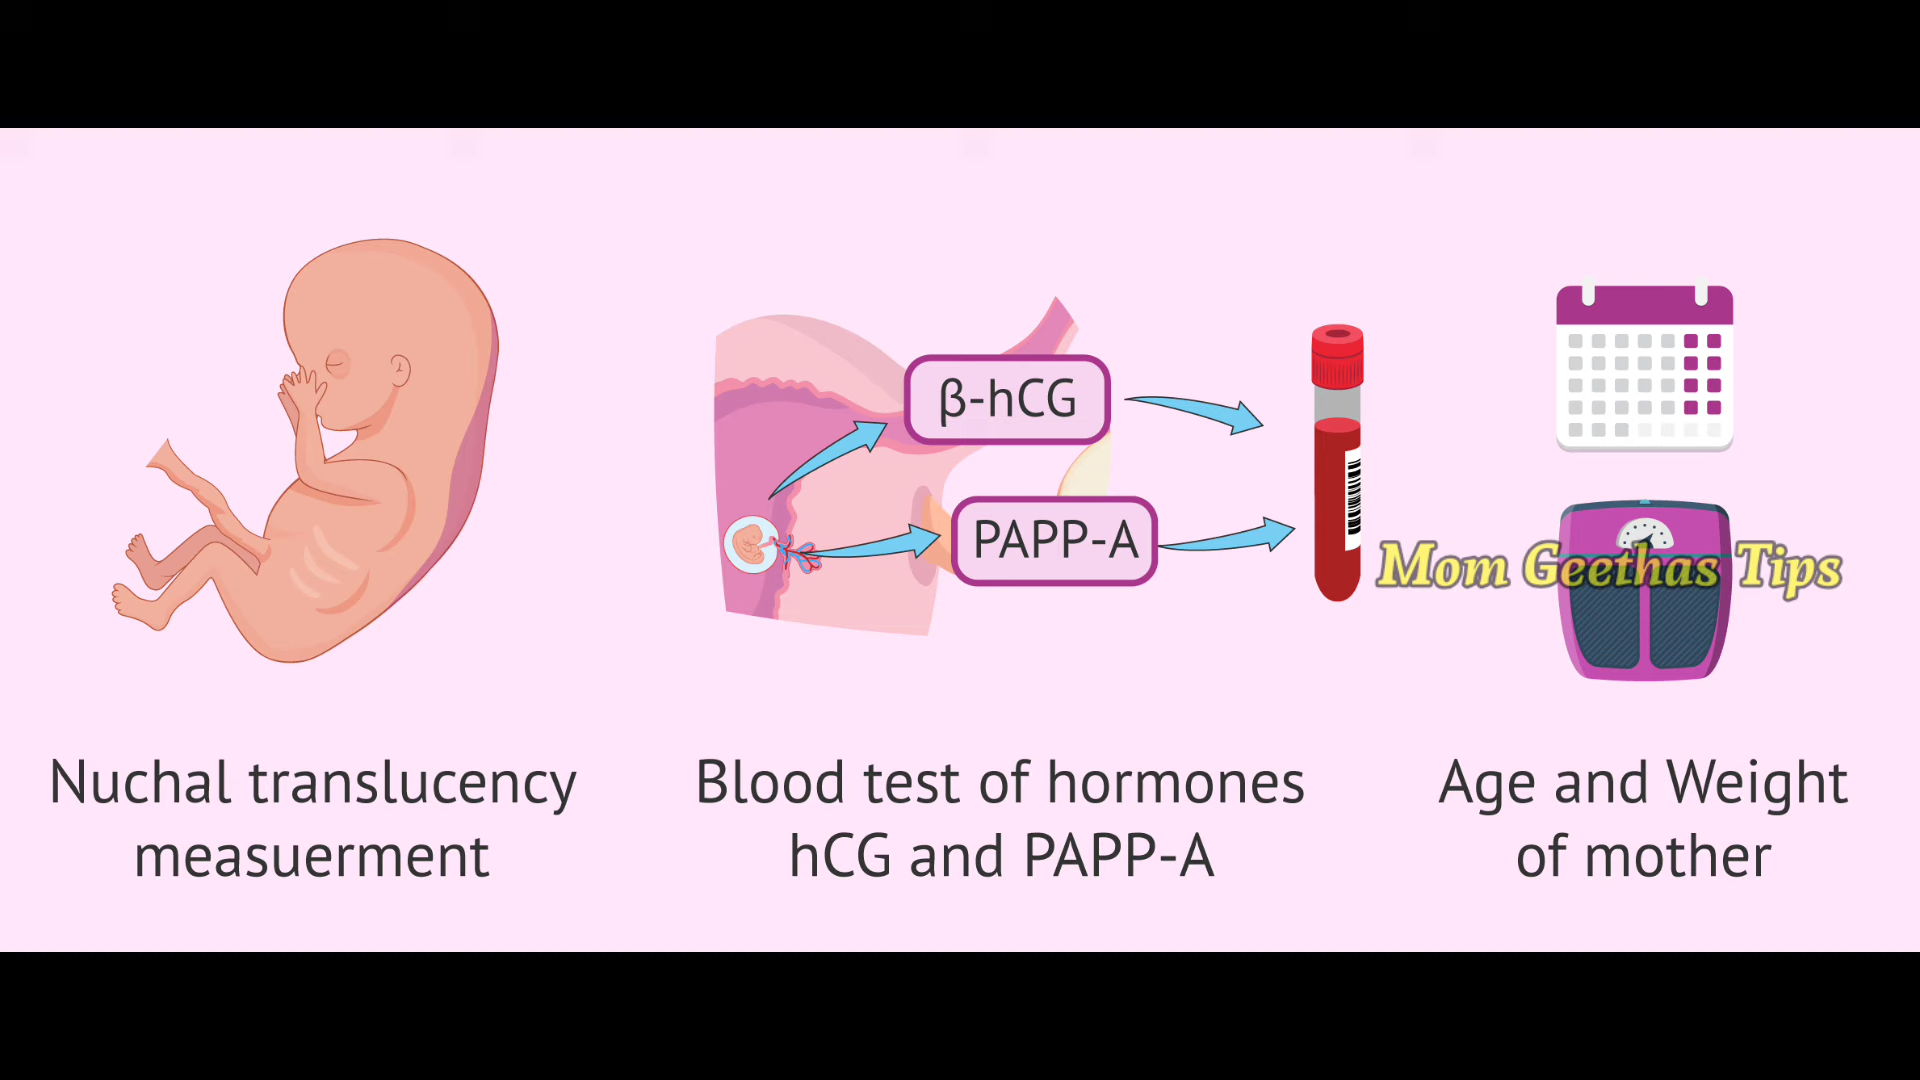 β-hCG
PAPP-A
Mom Geethas Tips
Nuchal translucency
measuerment
Blood test of hormones
hCG and PAPP-A
Age and Weight
of mother